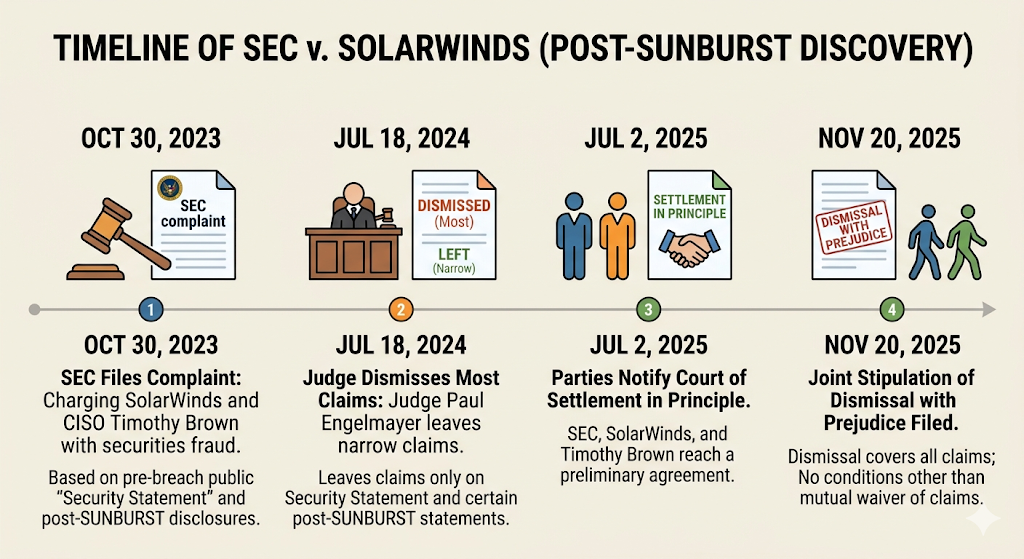 TIMELINE OF SEC v. SOLARWINDS (POST-SUNBURST DISCOVERY)
OCT 30, 2023
SEC
complaint
1
OCT 30, 2023
SEC Files Complaint:
Charging SolarWinds and
CISO Timothy Brown
with securities fraud.
Based on pre-breach public
“Security Statement” and
post-SUNBURST disclosures.
JUL 18, 2024
DISMISSED
(Most)
LEFT
(Narrow)
2
JUL 18, 2024
Judge Dismisses Most
Claims: Judge Paul
Engelmayer leaves
narrow claims.
Leaves claims only on
Security Statement and certain
post-SUNBURST statements.
JUL 2, 2025
SETTLEMENT
IN PRINCIPLE
3
JUL 2, 2025
Parties Notify Court of
Settlement in Principle.
SEC, SolarWinds, and
Timothy Brown reach a
preliminary agreement.
NOV 20, 2025
DISMISSAL
WITH
PREJUDICE
4
NOV 20, 2025
Joint Stipulation of
Dismissal with
Prejudice Filed.
Dismissal covers all claims;
No conditions other than
mutual waiver of claims.